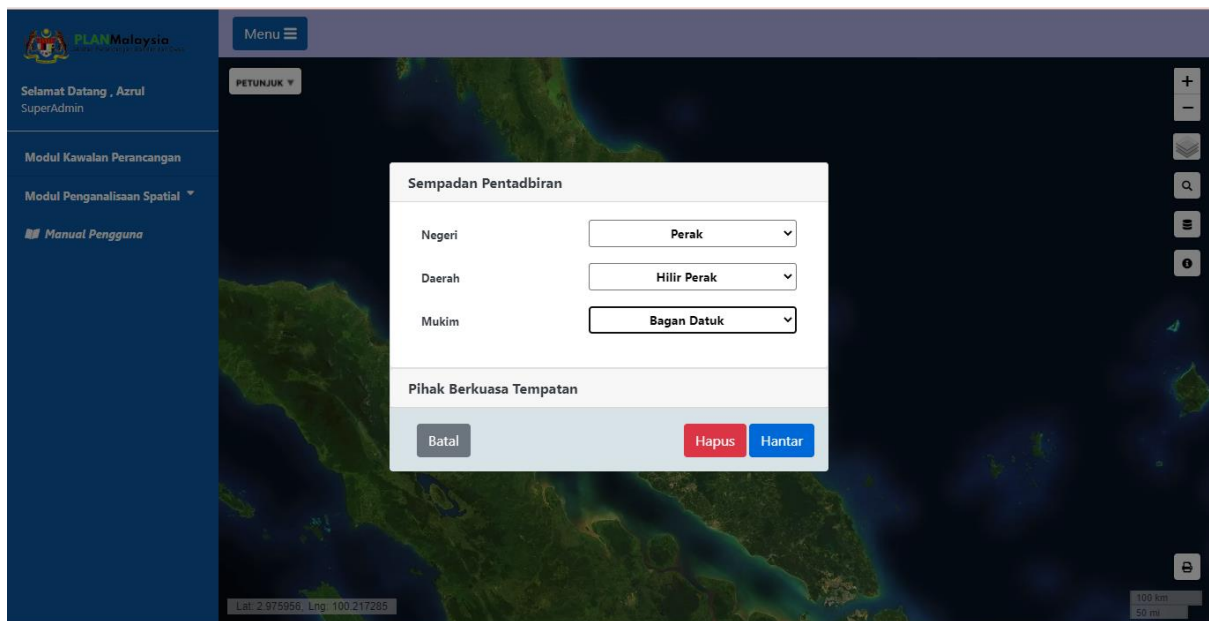 PLANMalaysia
Menu
Selamat Datang , Azrul
SuperAdmin
PETUNJUK ▼
+
−
Modul Kawalan Perancangan
Modul Penganalisaan Spatial
Manual Pengguna
Sempadan Pentadbiran
Negeri
Perak
Daerah
Hilir Perak
Mukim
Bagan Datuk
Pihak Berkuasa Tempatan
Batal
Hapus
Hantar
Lat: 2.975956, Lng: 100.217285
100 km
50 mi